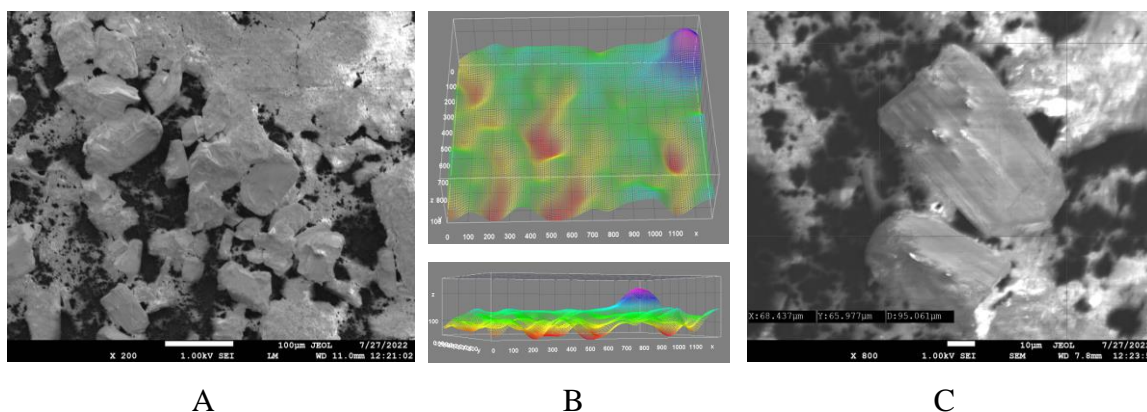 100µm JEOL 7/27/2022
X 200 1.00kV SEI LM WD 11.0mm 12:21:02
0
100
200
300
400
500
600
700
z 800
0 100 200 300 400 500 600 700 800 900 1100 x
z
100
y 0 100 200 300 400 500 600 700 800 900 1100 x
X:68.437µm Y:65.977µm D:95.061µm
10µm JEOL 7/27/202
X 800 1.00kV SEI SEM WD 7.8mm 12:23:5
A B C